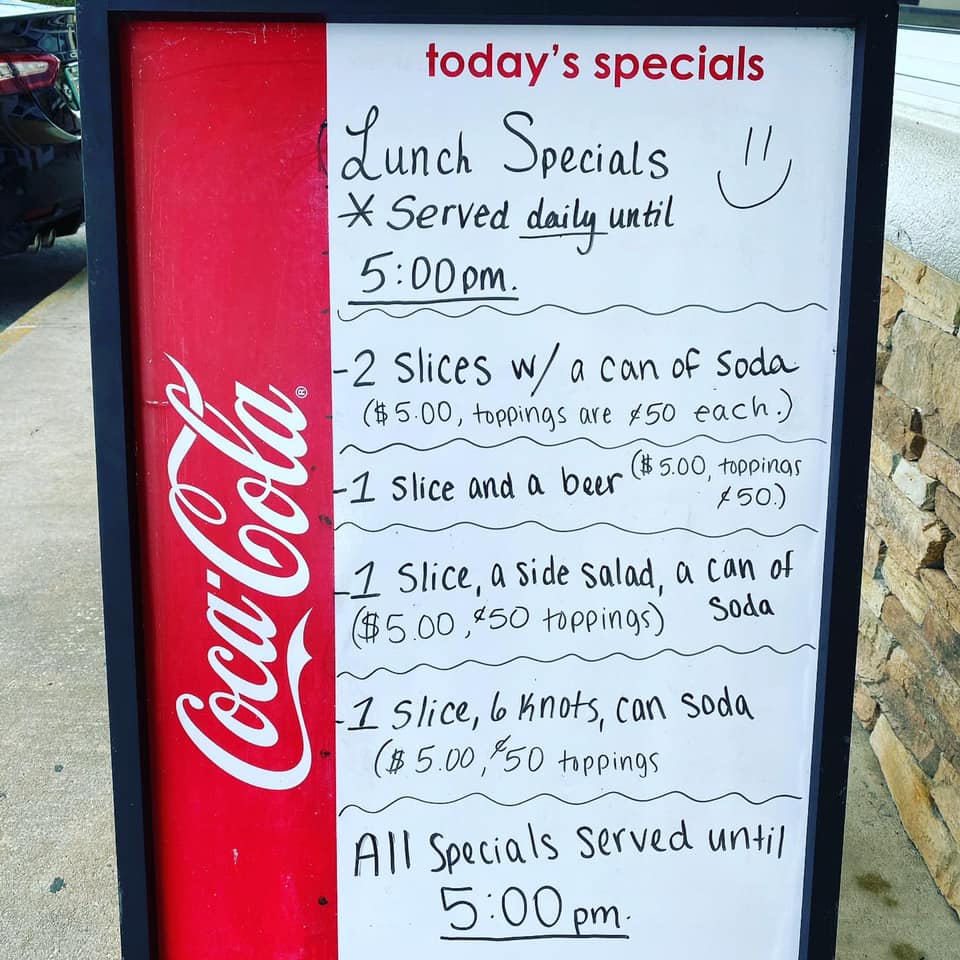 today's specials
Lunch Specials
* Served daily until
5:00pm.
-2 Slices w/ a can of Soda
($5.00, toppings are ¢50 each.)
-1 Slice and a beer ($5.00, toppings
¢50.)
-1 Slice, a side salad, a can of
Soda
($5.00, ¢50 toppings)
-1 Slice, 6 Knots, can soda
($5.00, ¢50 toppings
All Specials Served until
5:00pm.
Coca-Cola®